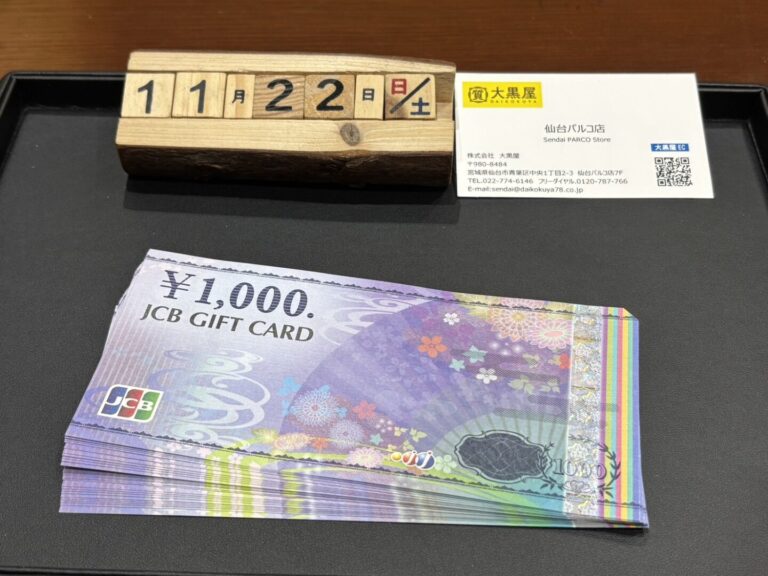 11月22日日/土
質 大黒屋
DAIKOKUYA
仙台パルコ店
Sendai PARCO Store
大黒屋 EC
株式会社 大黒屋
〒980-8484
宮城県仙台市青葉区中央1丁目2-3 仙台パルコ店7F
TEL.022-774-6146 フリーダイヤル.0120-787-766
E-mail:sendai@daikokuya78.co.jp
¥1,000.
JCB GIFT CARD
JCB
1000